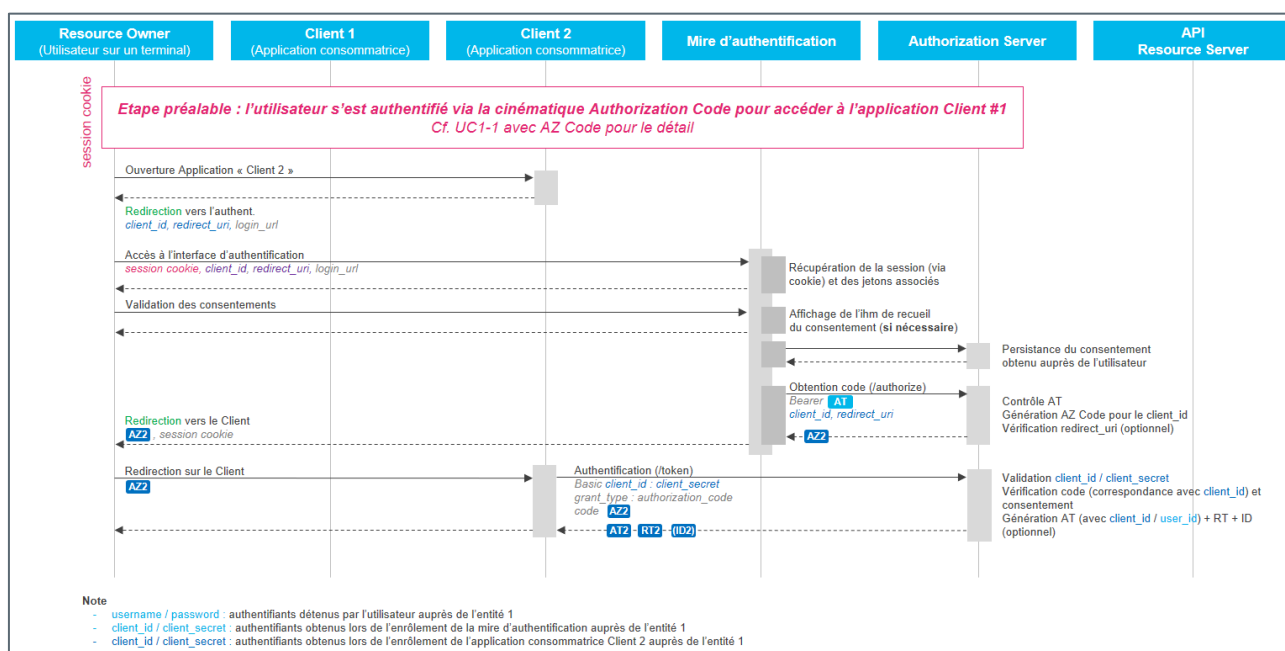 Resource Owner
(Utilisateur sur un terminal)
Client 1
(Application consommatrice)
Client 2
(Application consommatrice)
Mire d'authentification
Authorization Server
API
Resource Server
session cookie
Etape préalable : l'utilisateur s'est authentifié via la cinématique Authorization Code pour accéder à l'application Client #1
Cf. UC1-1 avec AZ Code pour le détail
Ouverture Application « Client 2 »
Redirection vers l'authent.
client_id, redirect_uri, login_url
Accès à l'interface d'authentification
session cookie, client_id, redirect_uri, login_url
Récupération de la session (via
cookie) et des jetons associés
Validation des consentements
Affichage de l'ihm de recueil
du consentement (si nécessaire)
Persistance du consentement
obtenu auprès de l'utilisateur
Obtention code (/authorize)
Bearer AT
client_id, redirect_uri
Contrôle AT
Génération AZ Code pour le client_id
Vérification redirect_uri (optionnel)
AZ2
Redirection vers le Client
AZ2 , session cookie
Redirection sur le Client
AZ2
Authentification (/token)
Basic client_id : client_secret
grant_type : authorization_code
code AZ2
AT2 RT2 (ID2)
Validation client_id / client_secret
Vérification code (correspondance avec client_id) et
consentement
Génération AT (avec client_id / user_id) + RT + ID
(optionnel)
Note
- username / password : authentifiants détenus par l'utilisateur auprès de l'entité 1
- client_id / client_secret : authentifiants obtenus lors de l'enrôlement de la mire d'authentification auprès de l'entité 1
- client_id / client_secret : authentifiants obtenus lors de l'enrôlement de l'application consommatrice Client 2 auprès de l'entité 1